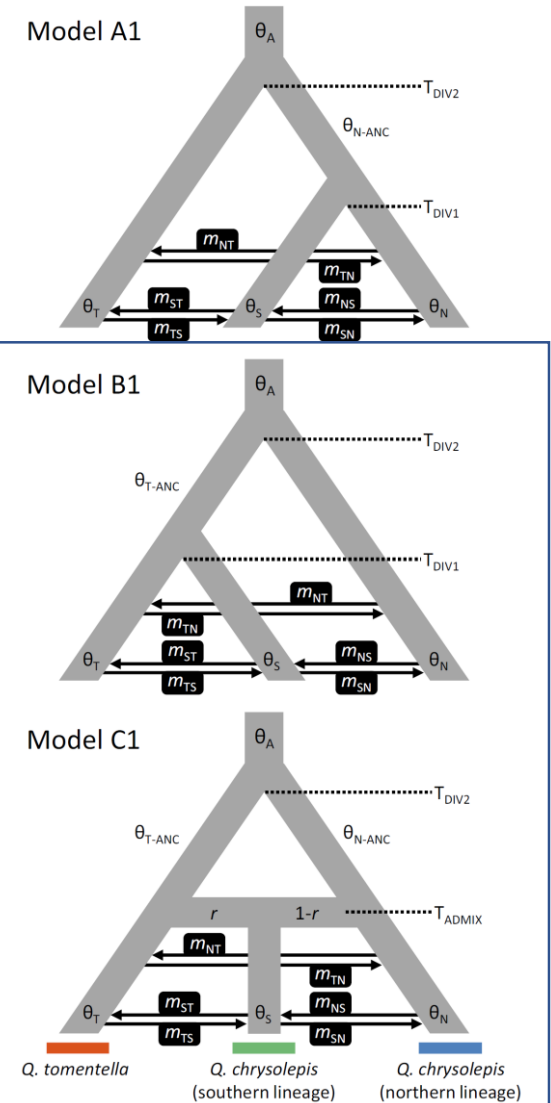 Model A1
θA
TDIV2
θN-ANC
TDIV1
mNT
mTN
θT mST θS mNS θN
mTS mSN
Model B1
θA
TDIV2
θT-ANC
TDIV1
mNT
mTN
θT mST θS mNS θN
mTS mSN
Model C1
θA
TDIV2
θT-ANC θN-ANC
r 1-r TADMIX
mNT
mTN
θT mST θS mNS θN
mTS mSN
Q. tomentella Q. chrysolepis Q. chrysolepis
(southern lineage) (northern lineage)